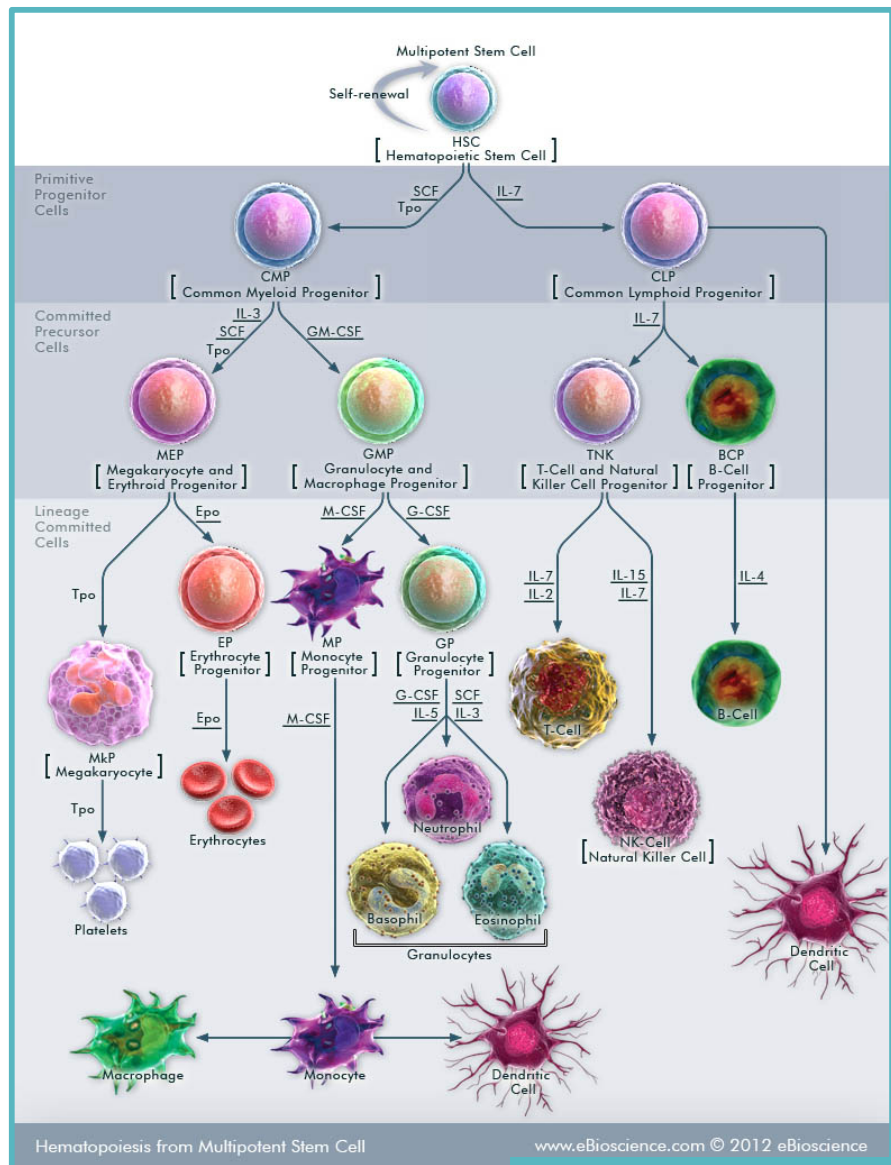 Multipotent Stem Cell
Self-renewal
HSC
[ Hematopoietic Stem Cell ]
Primitive
Progenitor
Cells
SCF
Tpo
IL-7
CMP
[ Common Myeloid Progenitor ]
CLP
[ Common Lymphoid Progenitor ]
Committed
Precursor
Cells
IL-3
SCF
Tpo
GM-CSF
IL-7
MEP
[ Megakaryocyte and
Erythroid Progenitor ]
GMP
[ Granulocyte and
Macrophage Progenitor ]
TNK
[ T-Cell and Natural
Killer Cell Progenitor ]
BCP
[ B-Cell
Progenitor ]
Lineage
Committed
Cells
Epo
M-CSF
G-CSF
Tpo
IL-7
IL-2
IL-15
IL-7
IL-4
EP
[ Erythrocyte
Progenitor ]
MP
[ Monocyte
Progenitor ]
GP
[ Granulocyte
Progenitor ]
G-CSF
IL-5
SCF
IL-3
Epo
M-CSF
T-Cell
B-Cell
MkP
[ Megakaryocyte ]
Tpo
Erythrocytes
Neutrophil
NK-Cell
[ Natural Killer Cell ]
Platelets
Basophil
Eosinophil
Granulocytes
Dendritic
Cell
Macrophage
Monocyte
Dendritic
Cell
Hematopoiesis from Multipotent Stem Cell
www.eBioscience.com © 2012 eBioscience